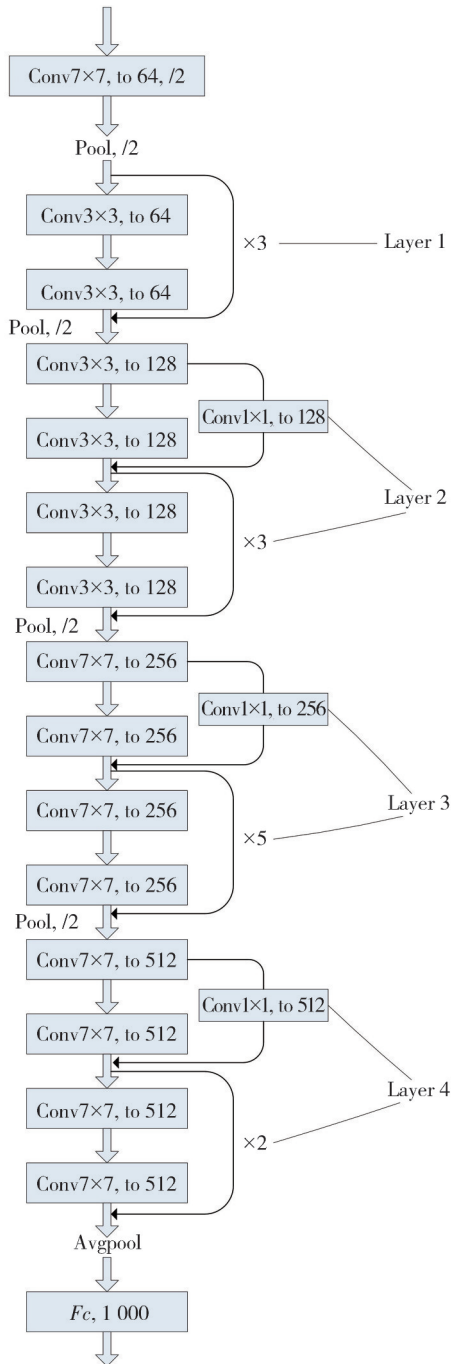 Conv7×7, to 64, /2
Pool, /2
Conv3×3, to 64
×3
Layer 1
Conv3×3, to 64
Pool, /2
Conv3×3, to 128
Conv1×1, to 128
Conv3×3, to 128
Layer 2
Conv3×3, to 128
×3
Conv3×3, to 128
Pool, /2
Conv7×7, to 256
Conv1×1, to 256
Conv7×7, to 256
Layer 3
Conv7×7, to 256
×5
Conv7×7, to 256
Pool, /2
Conv7×7, to 512
Conv1×1, to 512
Conv7×7, to 512
Layer 4
Conv7×7, to 512
×2
Conv7×7, to 512
Avgpool
Fc, 1 000